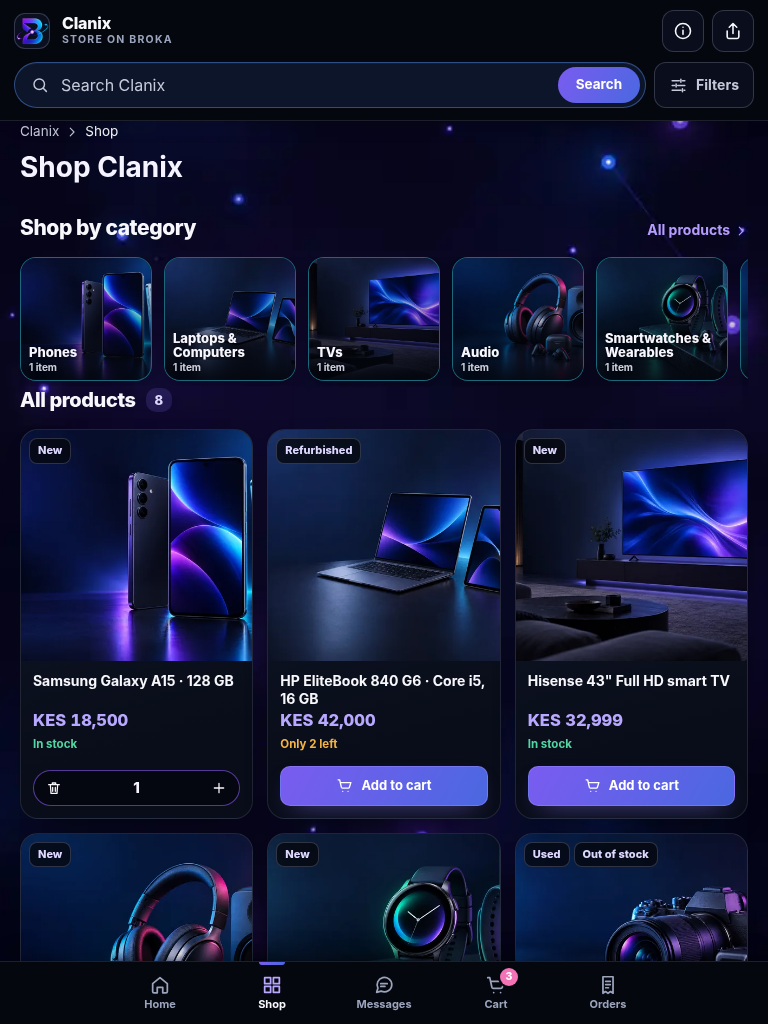 Clanix
STORE ON BROKA
Search Clanix
Search
Filters
Clanix > Shop
Shop Clanix
Shop by category
All products >
Phones
1 item
Laptops &
Computers
1 item
TVs
1 item
Audio
1 item
Smartwatches &
Wearables
1 item
All products 8
New
Samsung Galaxy A15 · 128 GB
KES 18,500
In stock
1 +
Refurbished
HP EliteBook 840 G6 · Core i5,
16 GB
KES 42,000
Only 2 left
Add to cart
New
Hisense 43" Full HD smart TV
KES 32,999
In stock
Add to cart
New
New
Used
Out of stock
Home
Shop
Messages
3
Cart
Orders